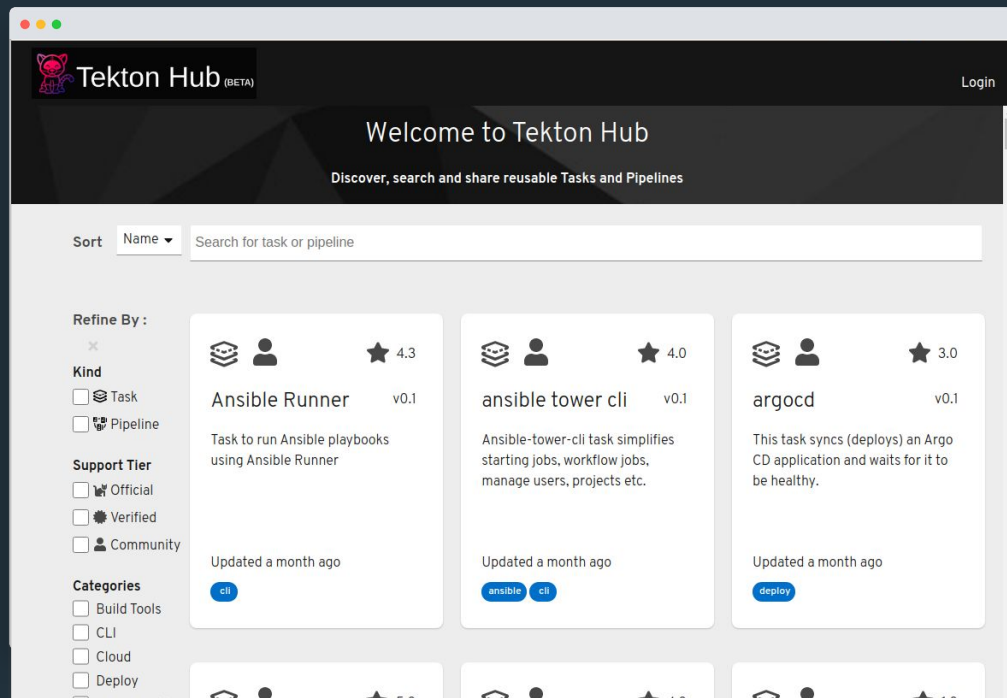 Tekton Hub (BETA)
Login
Welcome to Tekton Hub
Discover, search and share reusable Tasks and Pipelines
Sort
Name
Search for task or pipeline
Refine By :
Kind
Task
Pipeline
Support Tier
Official
Verified
Community
Categories
Build Tools
CLI
Cloud
Deploy
4.3
Ansible Runner v0.1
Task to run Ansible playbooks
using Ansible Runner
Updated a month ago
cli
4.0
ansible tower cli v0.1
Ansible-tower-cli task simplifies
starting jobs, workflow jobs,
manage users, projects etc.
Updated a month ago
ansible cli
3.0
argocd v0.1
This task syncs (deploys) an Argo
CD application and waits for it to
be healthy.
Updated a month ago
deploy